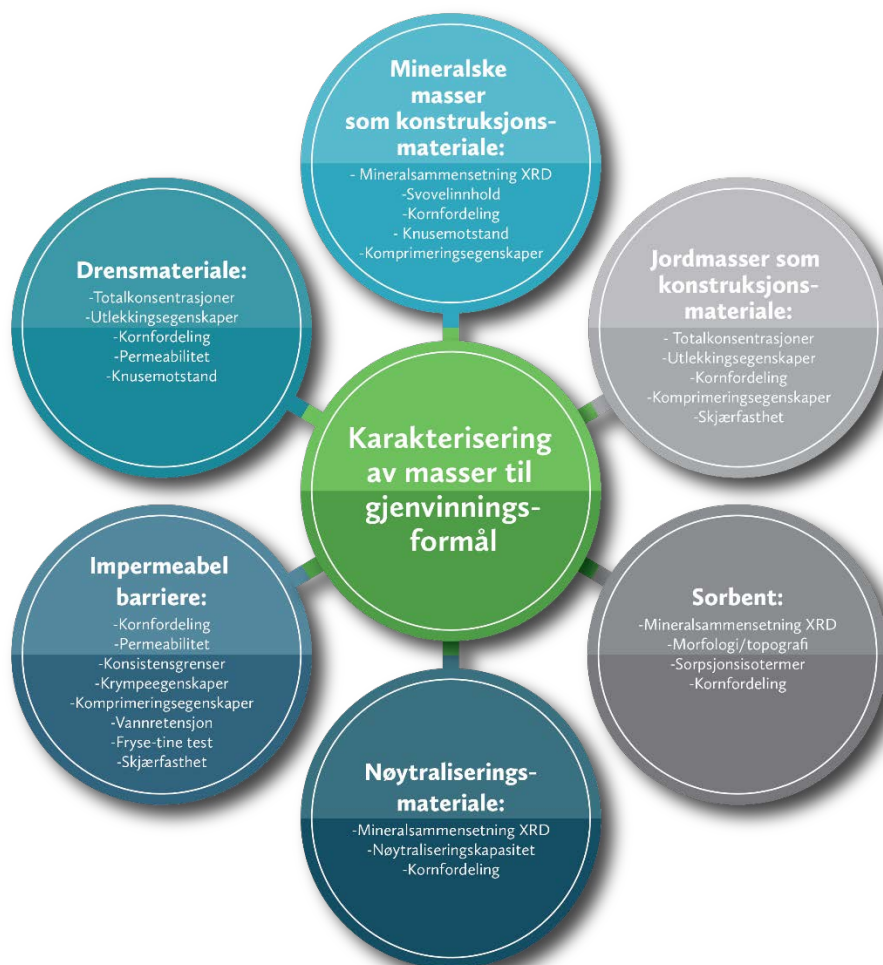 Mineralske
masser
som konstruksjons-
materiale:
- Mineralsammensetning XRD
-Svovelinnhold
-Kornfordeling
- Knusemotstand
-Komprimeringsegenskaper
Drensmateriale:
-Totalkonsentrasjoner
-Utlekkingsegenskaper
-Kornfordeling
-Permeabilitet
-Knusemotstand
Jordmasser som
konstruksjons-
materiale:
- Totalkonsentrasjoner
-Utlekkingsegenskaper
-Kornfordeling
-Komprimeringsegenskaper
-Skjærfasthet
Karakterisering
av masser til
gjenvinnings-
formål
Impermeabel
barriere:
-Kornfordeling
-Permeabilitet
-Konsistensgrenser
-Krympeegenskaper
-Komprimeringsegenskaper
-Vannretensjon
-Fryse-tine test
-Skjærfasthet
Sorbent:
-Mineralsammensetning XRD
-Morfologi/topografi
-Sorpsjonsisotermer
-Kornfordeling
Nøytraliserings-
materiale:
-Mineralsammensetning XRD
-Nøytraliseringskapasitet
-Kornfordeling